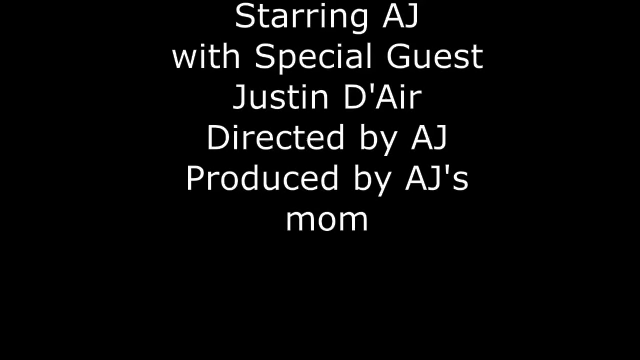 Starring AJ
with Special Guest
Justin D'Air
Directed by AJ
Produced by AJ's
mom